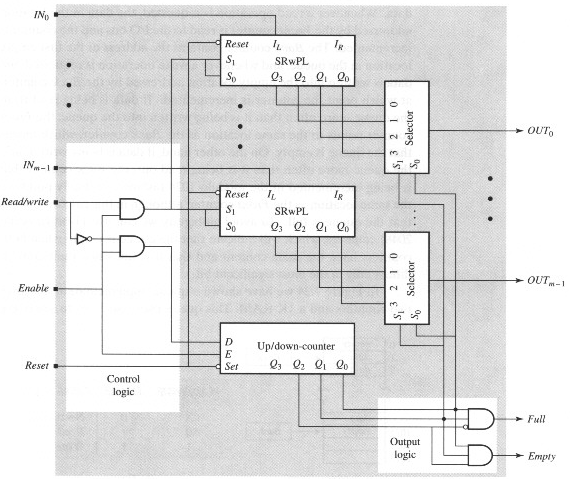 IN0
Reset IL IR
S1 SRwPL
S0 Q3 Q2 Q1 Q0
0
1
2
3
Selector
S1 S0
OUT0
INm−1
Reset IL IR
S1 SRwPL
S0 Q3 Q2 Q1 Q0
Read/write
0
1
2
3
Selector
S1 S0
OUTm−1
Enable
D
E
Set
Up/down-counter
Q3 Q2 Q1 Q0
Reset
Control
logic
Output
logic
Full
Empty